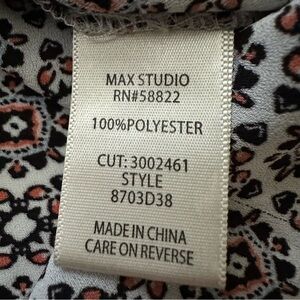 MAX STUDIO
RN#58822
100%POLYESTER
CUT: 3002461
STYLE
8703D38
MADE IN CHINA
CARE ON REVERSE